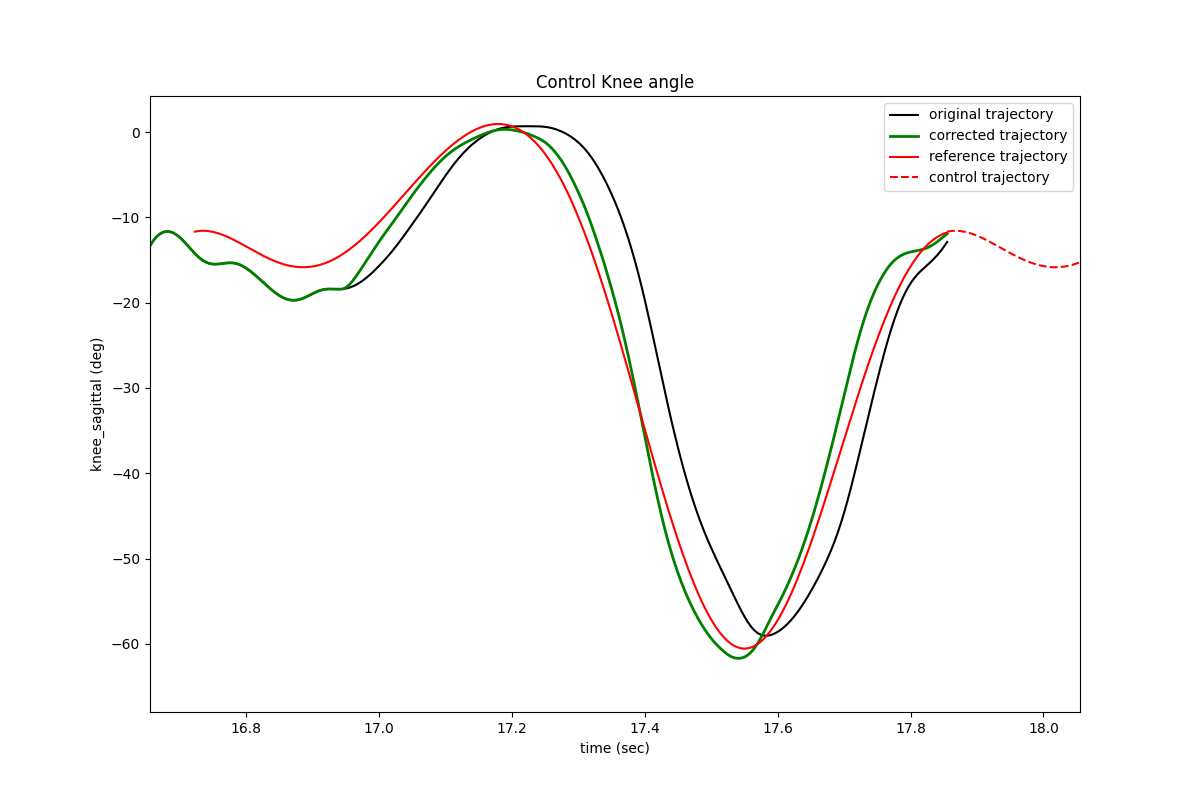 Control Knee angle
original trajectory
corrected trajectory
reference trajectory
control trajectory
0
−10
−20
−30
−40
−50
−60
knee_sagittal (deg)
16.8 17.0 17.2 17.4 17.6 17.8 18.0
time (sec)